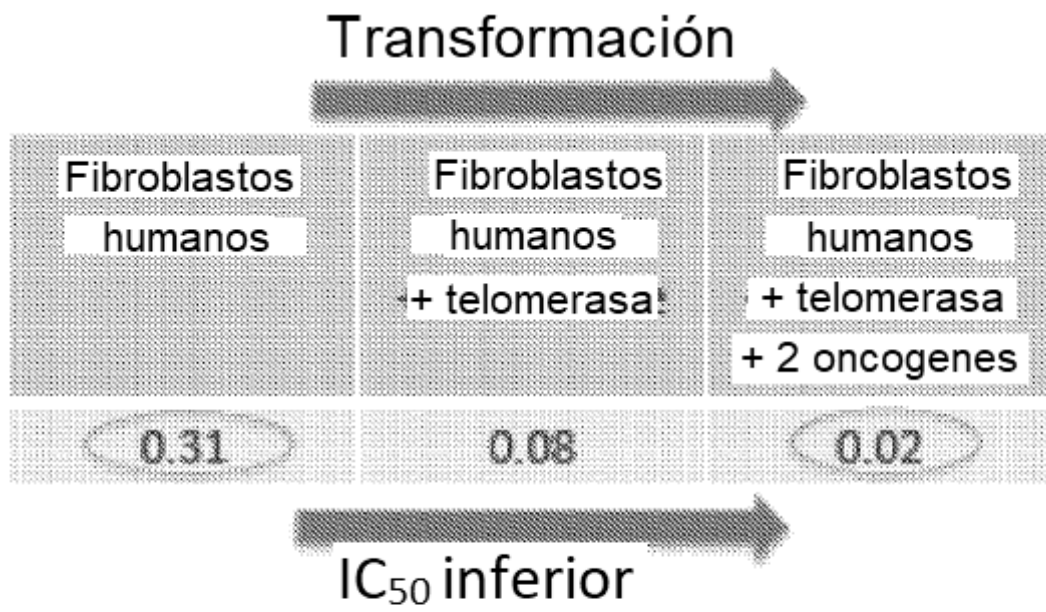 Transformación
Fibroblastos
humanos
Fibroblastos
humanos
+ telomerasa
Fibroblastos
humanos
+ telomerasa
+ 2 oncogenes
0.31
0.08
0.02
IC₅₀ inferior